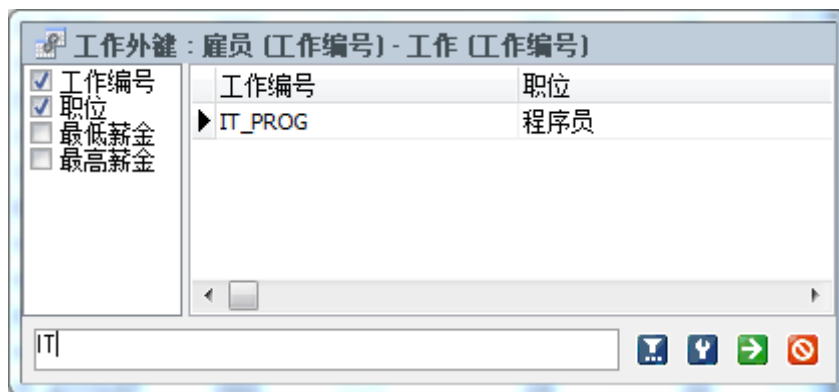 工作外键 : 雇员 (工作编号) - 工作 (工作编号)
工作编号
职位
最低薪金
最高薪金
工作编号 职位
IT_PROG 程序员
IT